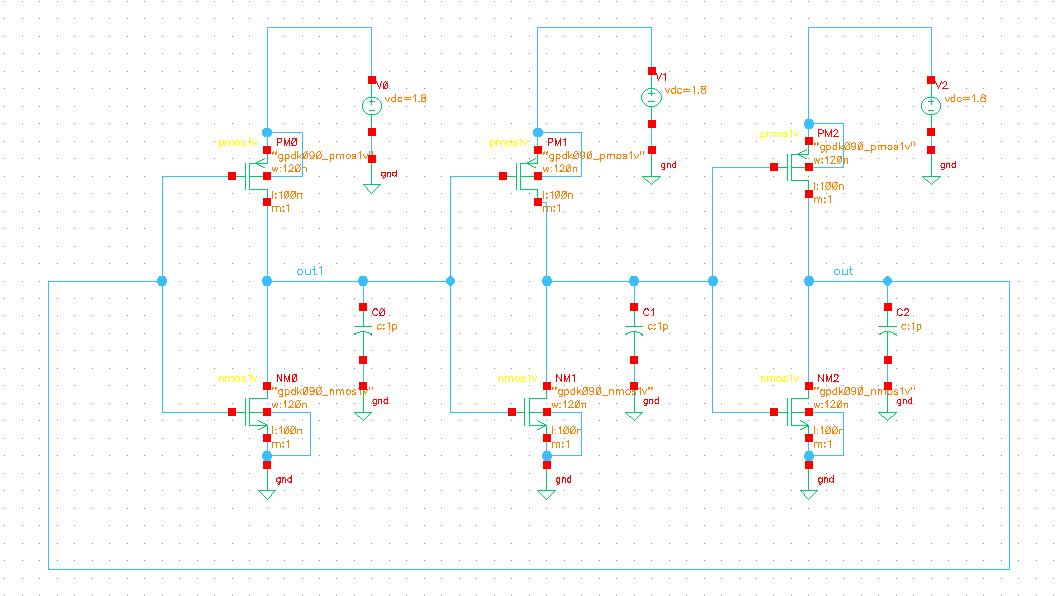 V0
vdc=1.8
gnd
pmos1v
PM0
"gpdk090_pmos1v"
w:120n
l:100n
m:1
V1
vdc=1.8
gnd
pmos1v
PM1
"gpdk090_pmos1v"
w:120n
l:100n
m:1
V2
vdc=1.8
gnd
pmos1v
PM2
"gpdk090_pmos1v"
w:120n
l:100n
m:1
out1
out
C0
c:1p
gnd
C1
c:1p
gnd
C2
c:1p
gnd
nmos1v
NM0
"gpdk090_nmos1v"
w:120n
l:100n
m:1
gnd
nmos1v
NM1
"gpdk090_nmos1v"
w:120n
l:100n
m:1
gnd
nmos1v
NM2
"gpdk090_nmos1v"
w:120n
l:100n
m:1
gnd